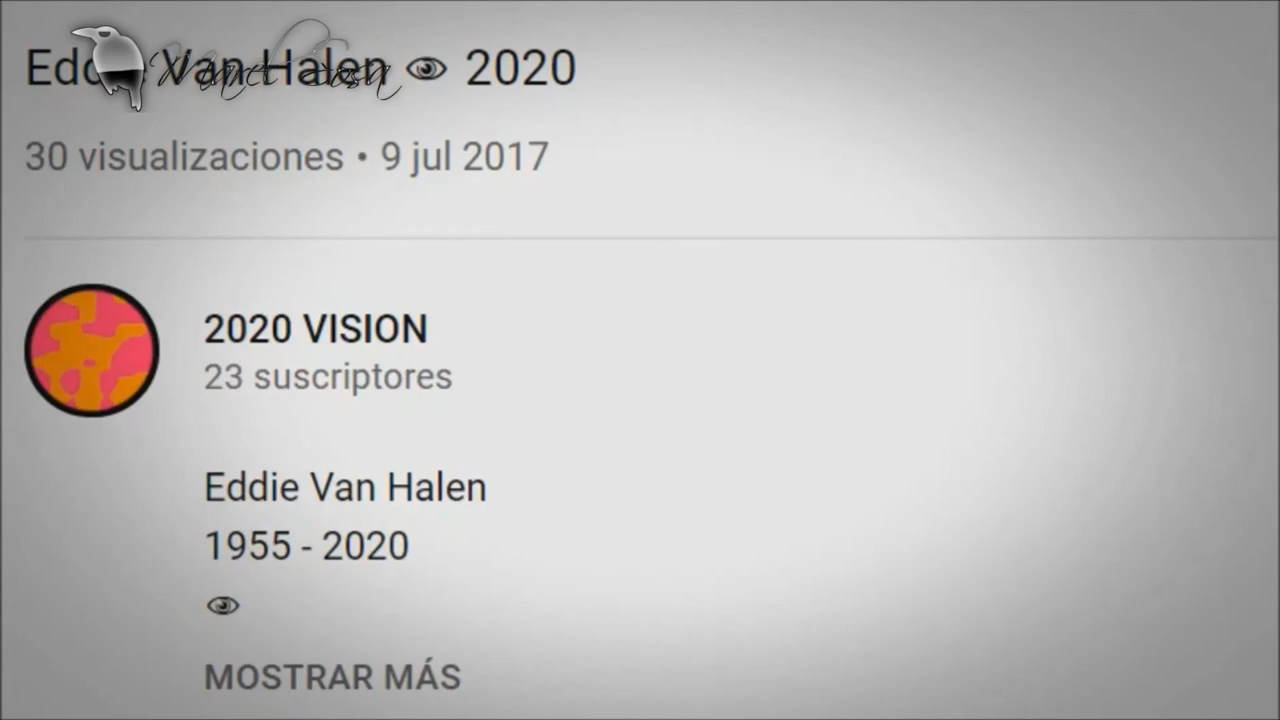 Eddie Van Halen 👁 2020
30 visualizaciones • 9 jul 2017
2020 VISION
23 suscriptores
Eddie Van Halen
1955 - 2020
👁
MOSTRAR MÁS